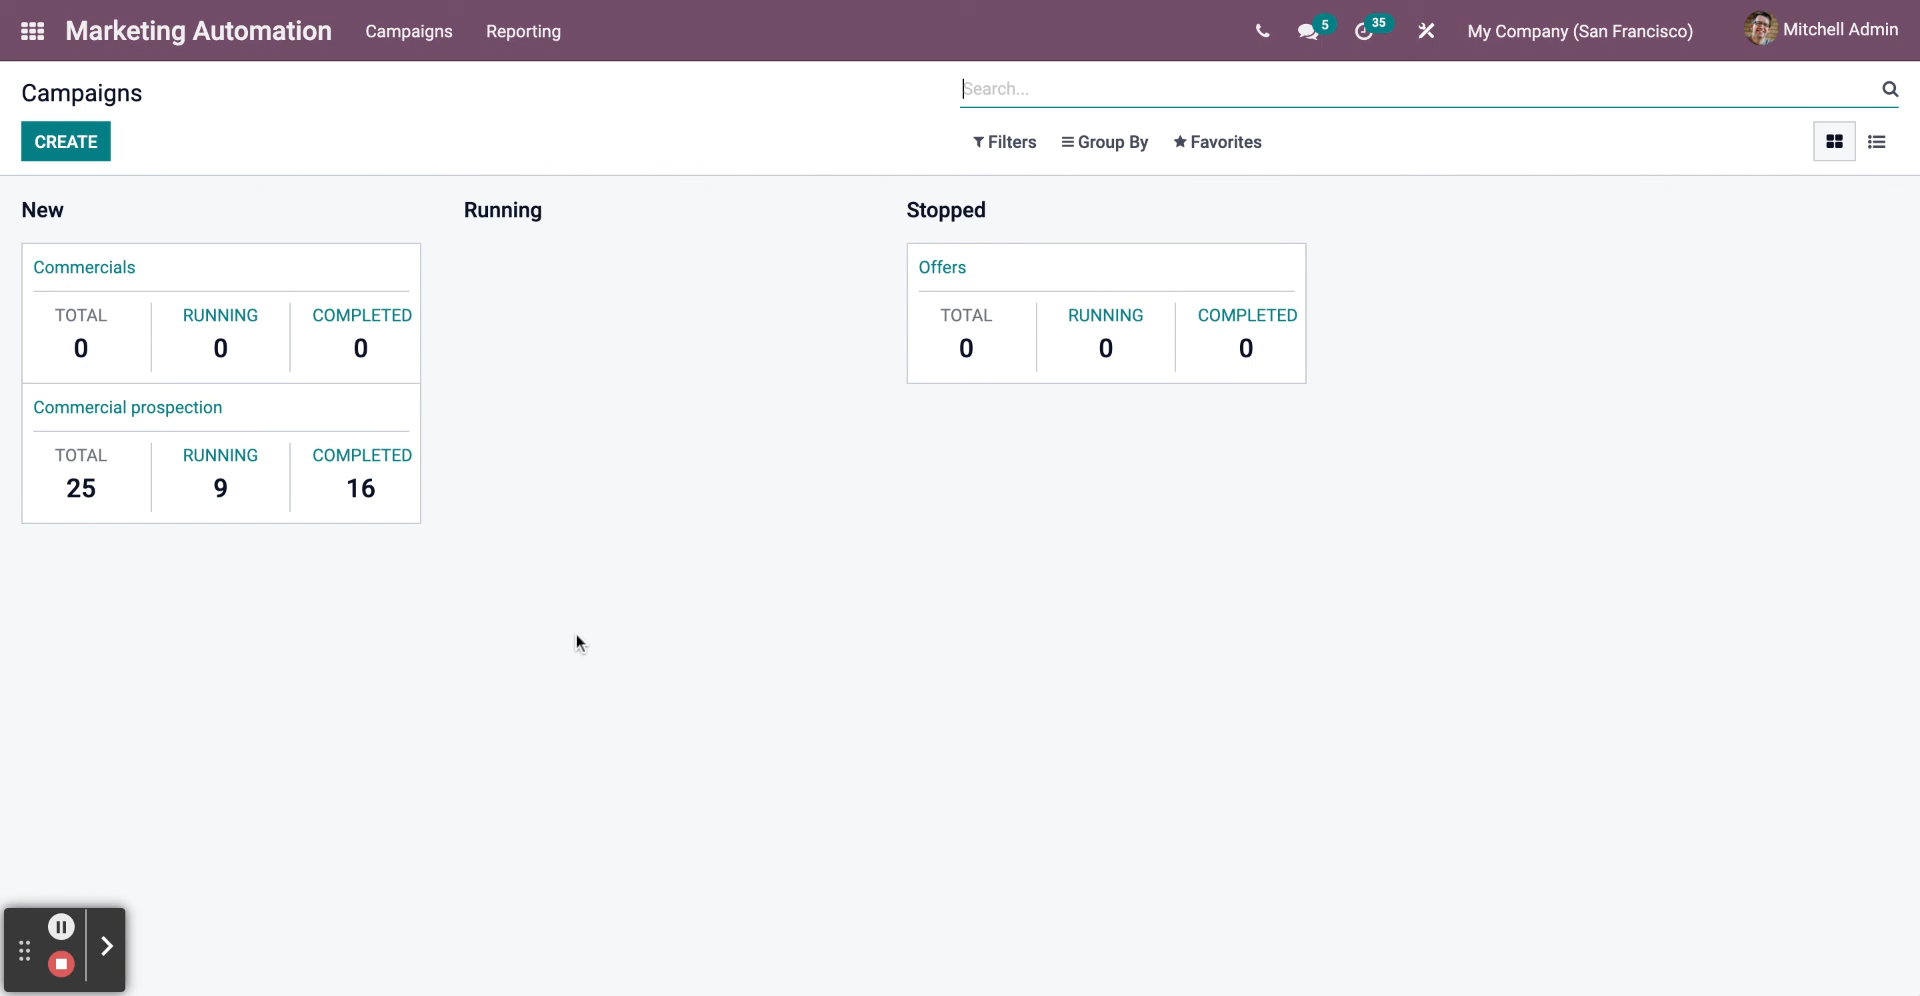 Marketing Automation Campaigns Reporting 5 35 My Company (San Francisco) Mitchell Admin
Campaigns
Search...
CREATE
Filters Group By Favorites
New Running Stopped
Commercials
TOTAL RUNNING COMPLETED
0 0 0
Offers
TOTAL RUNNING COMPLETED
0 0 0
Commercial prospection
TOTAL RUNNING COMPLETED
25 9 16